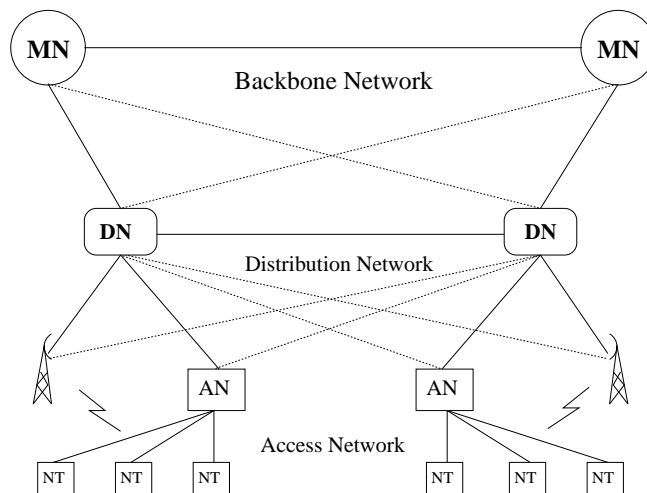 MN MN
Backbone Network
DN DN
Distribution Network
AN AN
Access Network
NT NT NT NT NT NT